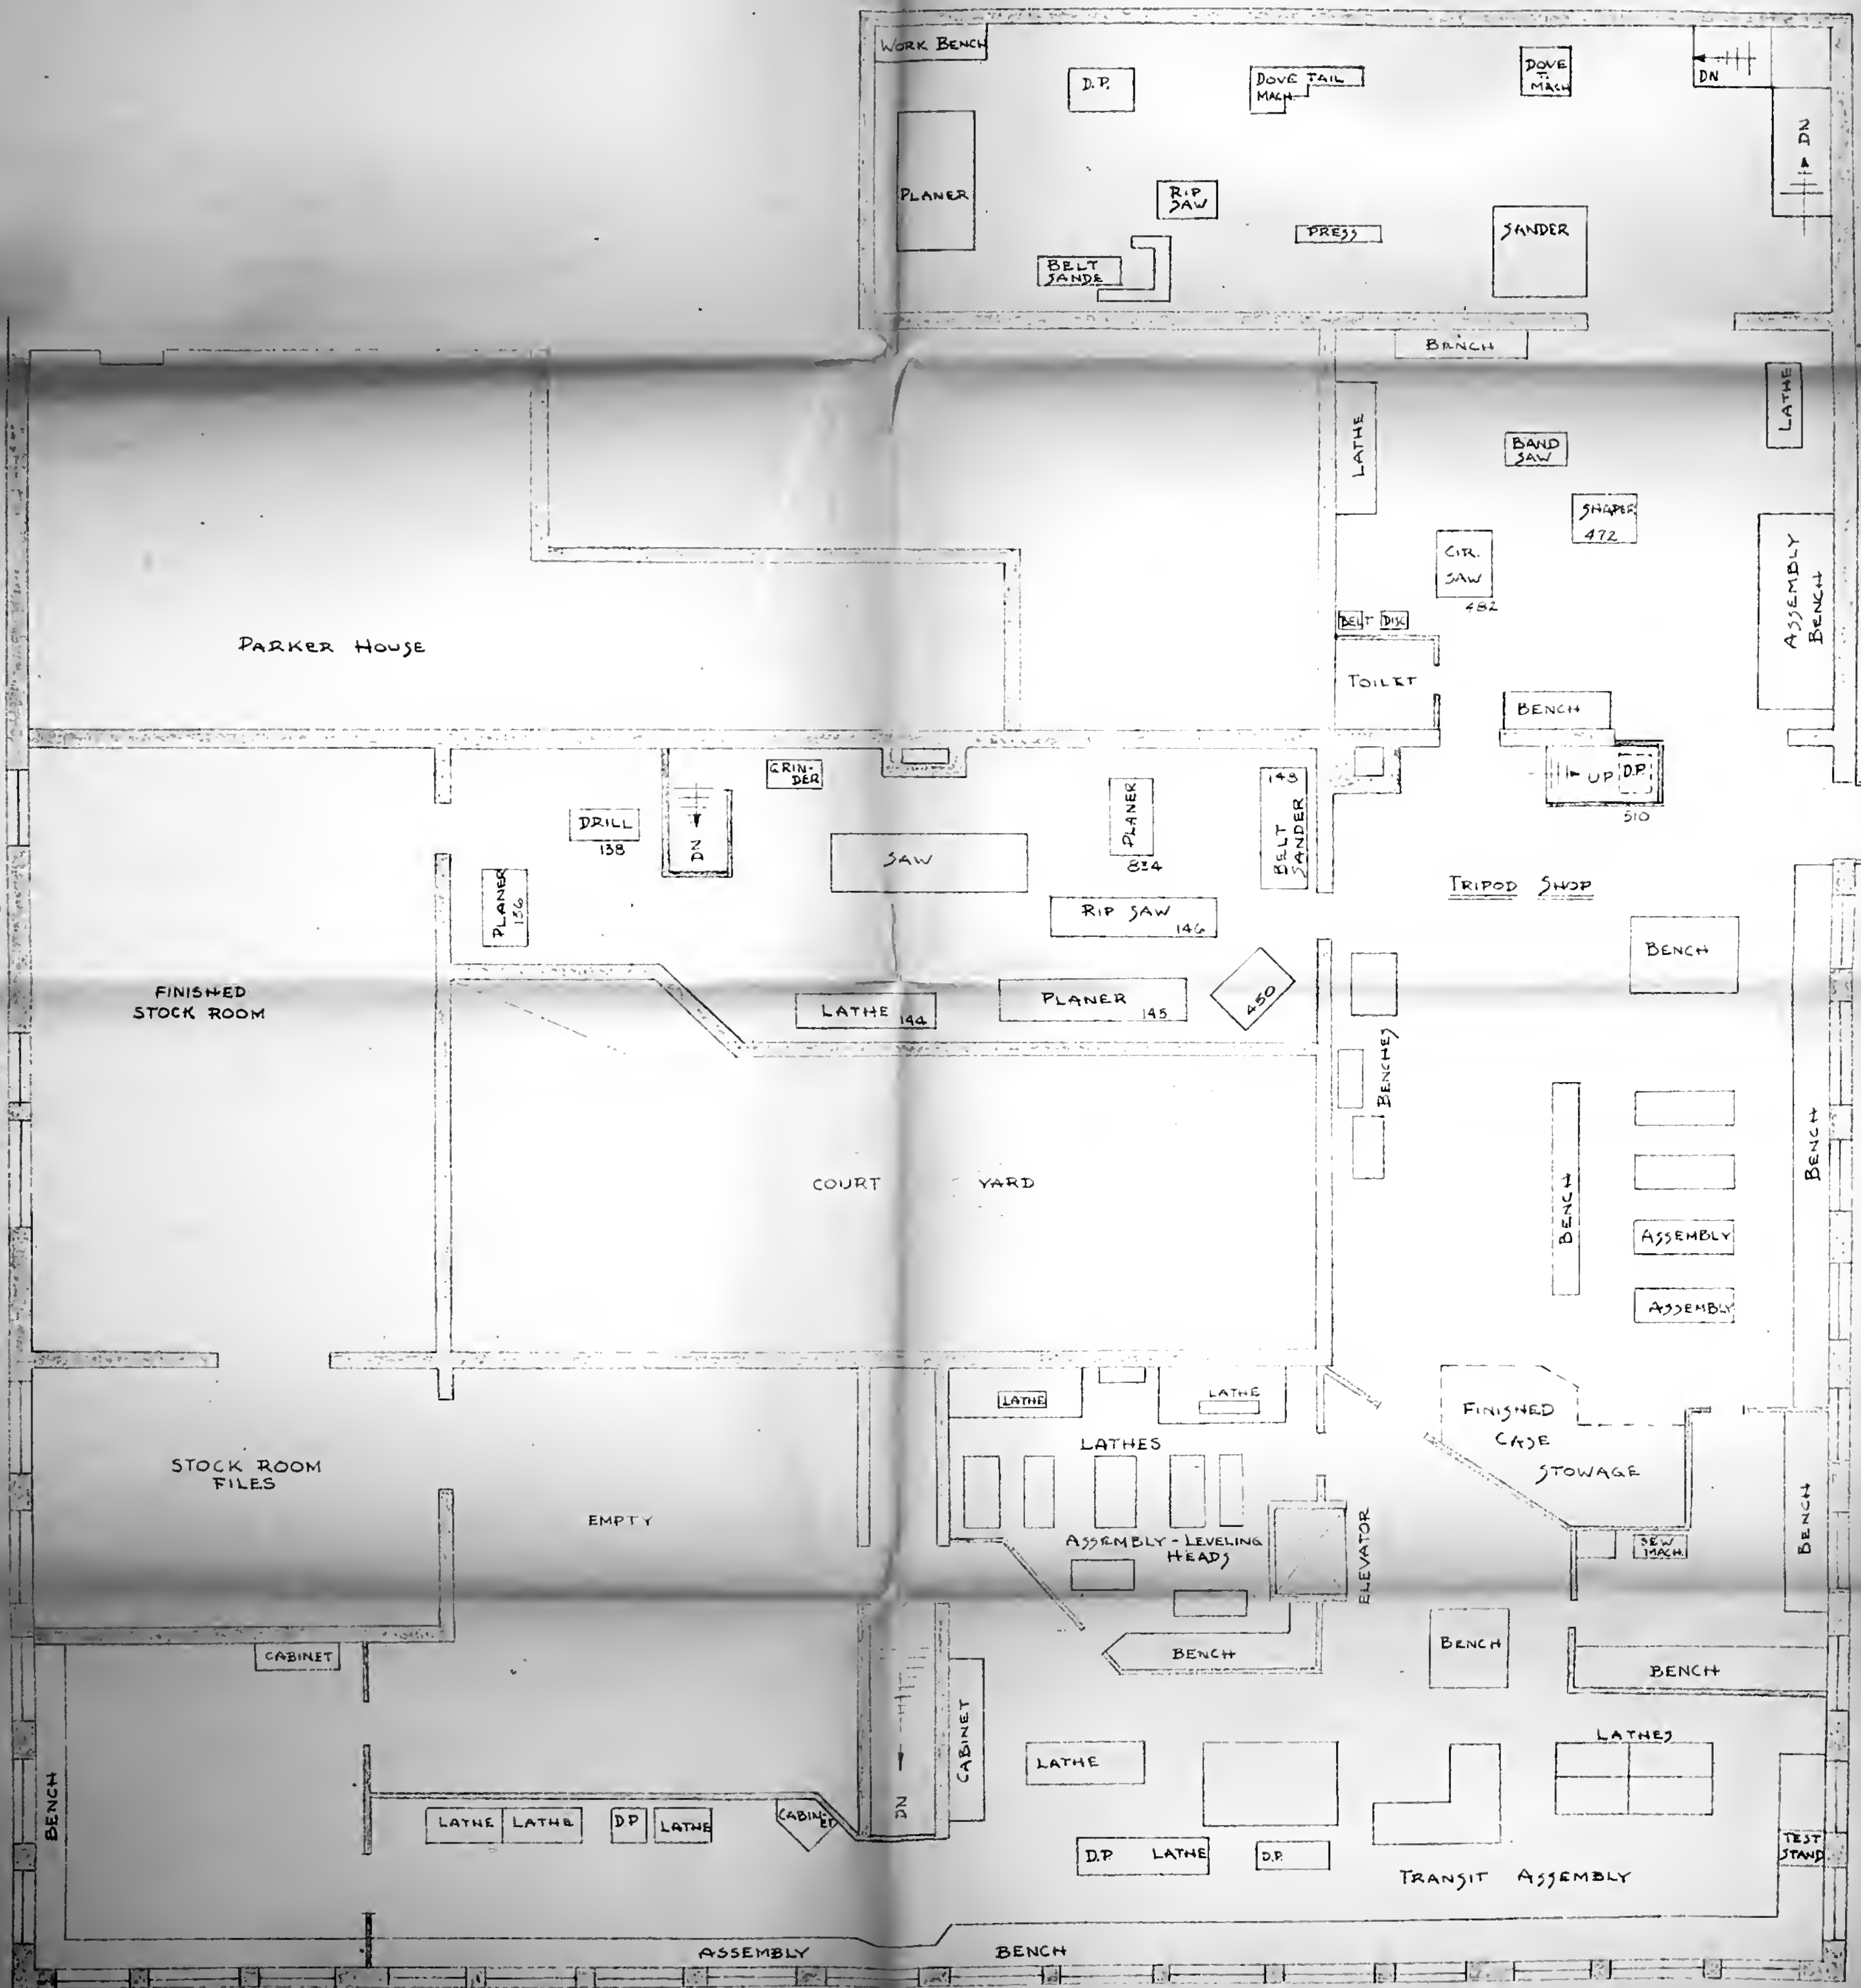 WORK BENCH
D.P.
DOVE TAIL
MACH.
DOVE
T.
MACH
DN
DN
PLANER
RIP
SAW
PRESS
SANDER
BELT
SANDE
BENCH
LATHE
LATHE
BAND
SAW
SHAPER
472
CIR.
SAW
482
ASSEMBLY
BENCH
BELT DISC
PARKER HOUSE
TOILET
BENCH
GRIN-
DER
DRILL
138
DN
SAW
PLANER
834
148
BELT
SANDER
UP D.P.
510
PLANER
136
RIP SAW
146
TRIPOD SHOP
BENCH
FINISHED
STOCK ROOM
LATHE 144
PLANER 145
450
BENCHES
BENCH
BENCH
COURT YARD
ASSEMBLY
ASSEMBLY
LATHE
LATHE
LATHES
FINISHED
CASE
STOWAGE
STOCK ROOM
FILES
EMPTY
ASSEMBLY - LEVELING
HEADS
ELEVATOR
SEW
MACH.
BENCH
CABINET
BENCH
BENCH
BENCH
BENCH
CABINET
DN
LATHE
LATHES
LATHE
LATHE
D.P
LATHE
CABIN-
ET
D.P. LATHE
D.P.
TEST
STAND
TRANSIT ASSEMBLY
ASSEMBLY BENCH